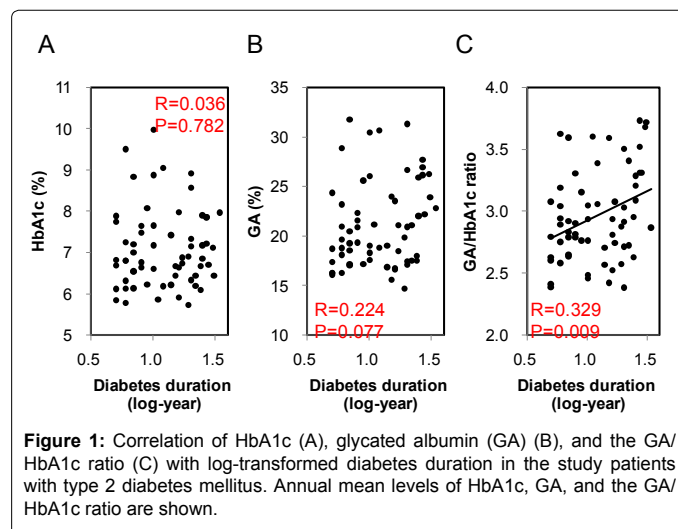 A
B
C
11
10
9
8
7
6
5
HbA1c (%)
R=0.036
P=0.782
0.5
1.0
1.5
Diabetes duration
(log-year)
35
30
25
20
15
10
GA (%)
R=0.224
P=0.077
0.5
1.0
1.5
Diabetes duration
(log-year)
4.0
3.5
3.0
2.5
2.0
GA/HbA1c ratio
R=0.329
P=0.009
0.5
1.0
1.5
Diabetes duration
(log-year)
Figure 1: Correlation of HbA1c (A), glycated albumin (GA) (B), and the GA/
HbA1c ratio (C) with log-transformed diabetes duration in the study patients
with type 2 diabetes mellitus. Annual mean levels of HbA1c, GA, and the GA/
HbA1c ratio are shown.